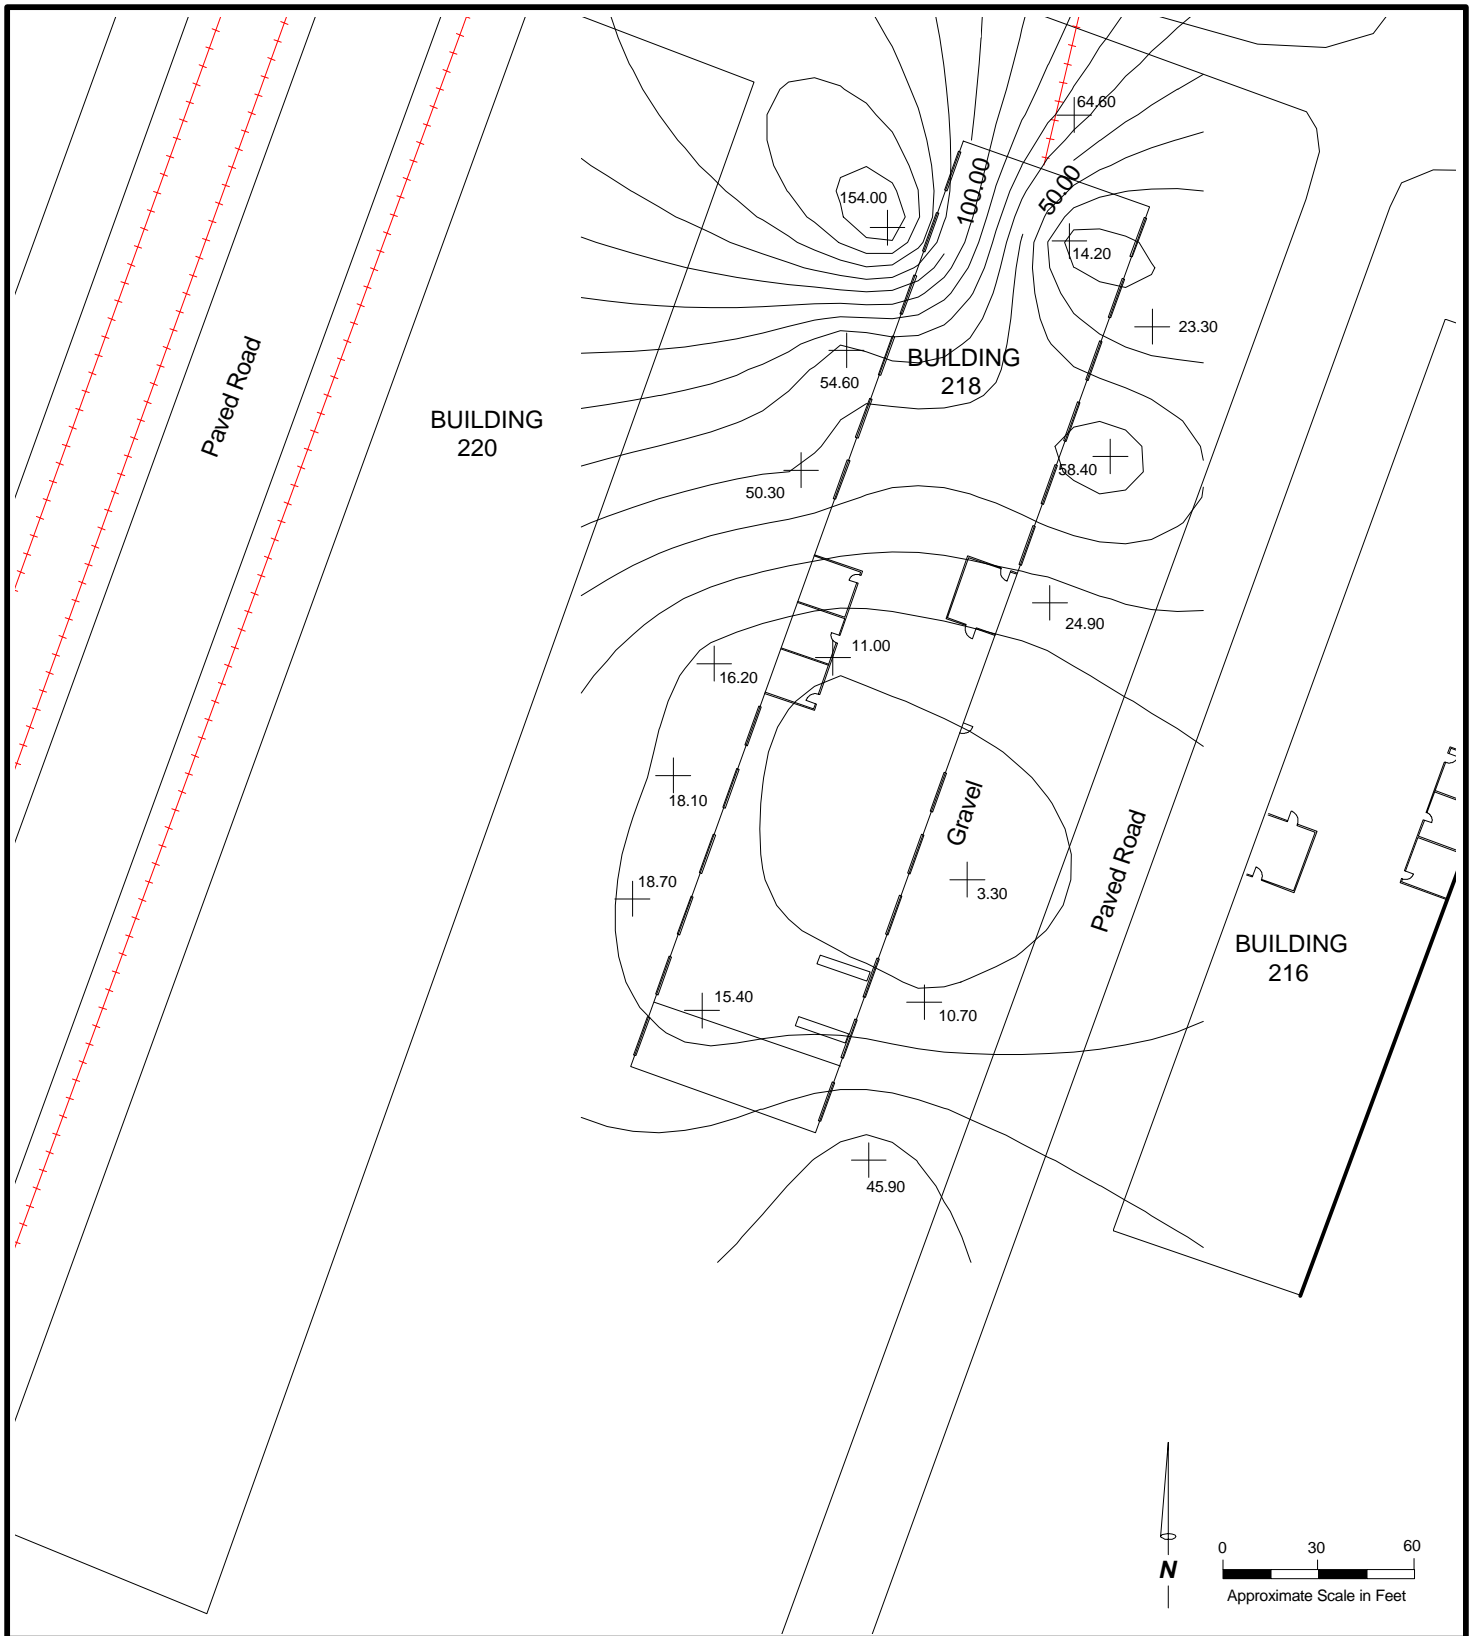 64.60
154.00
100.00
50.00
14.20
23.30
Paved Road
BUILDING
218
54.60
BUILDING
220
58.40
50.30
24.90
11.00
16.20
18.10
Gravel
Paved Road
18.70
3.30
BUILDING
216
15.40
10.70
45.90
0 30 60
N
Approximate Scale in Feet